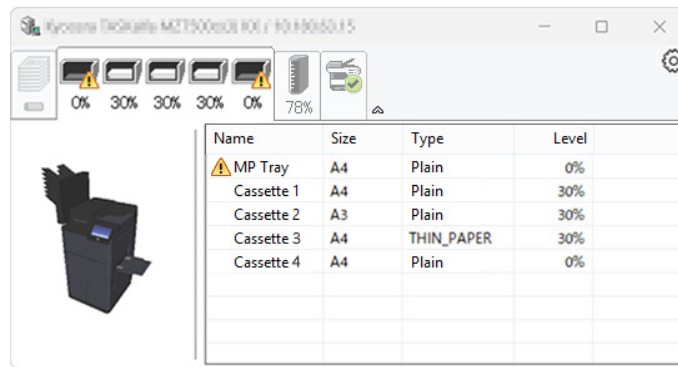 0% 30% 30% 30% 0% 78%
Name Size Type Level
MP Tray A4 Plain 0%
Cassette 1 A4 Plain 30%
Cassette 2 A3 Plain 30%
Cassette 3 A4 THIN_PAPER 30%
Cassette 4 A4 Plain 0%